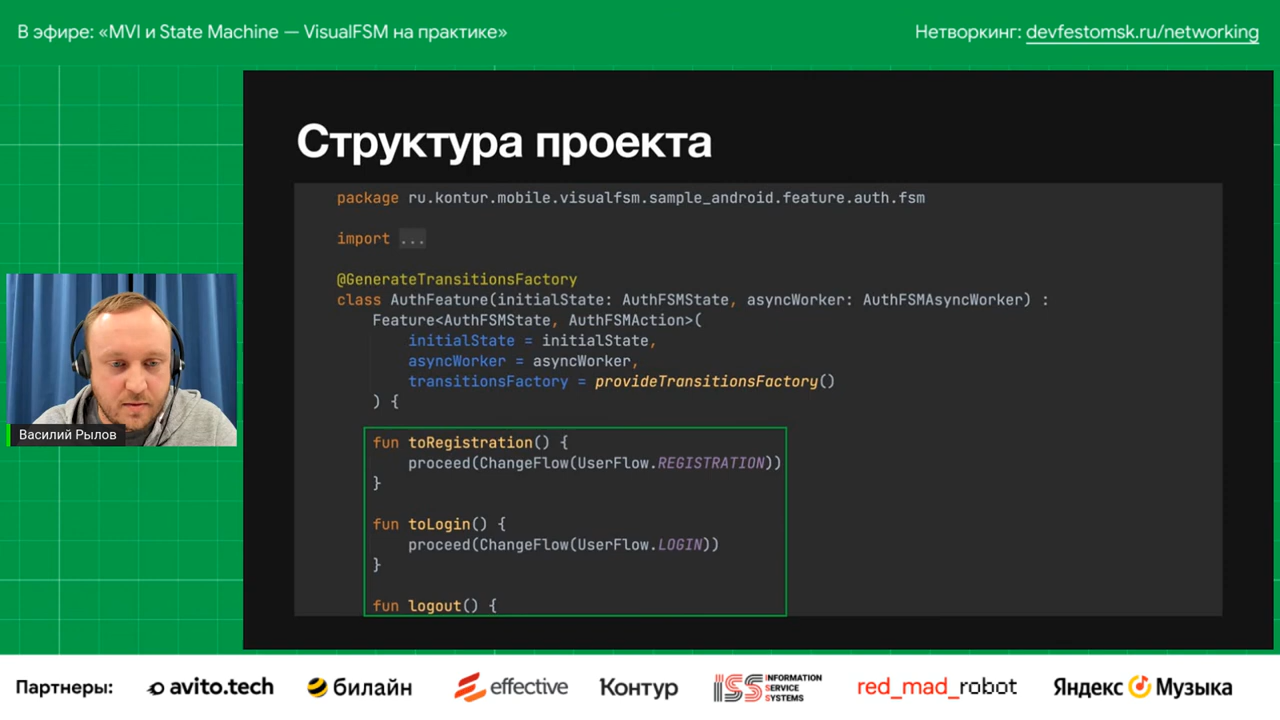 В эфире: «MVI и State Machine — VisualFSM на практике»
Нетворкинг: devfestomsk.ru/networking
Структура проекта
package ru.kontur.mobile.visualfsm.sample_android.feature.auth.fsm
import ...
@GenerateTransitionsFactory
class AuthFeature(initialState: AuthFSMState, asyncWorker: AuthFSMAsyncWorker) :
Feature<AuthFSMState, AuthFSMAction>(
initialState = initialState,
asyncWorker = asyncWorker,
transitionsFactory = provideTransitionsFactory()
) {
fun toRegistration() {
proceed(ChangeFlow(UserFlow.REGISTRATION))
}
fun toLogin() {
proceed(ChangeFlow(UserFlow.LOGIN))
}
fun logout() {
Василий Рылов
Партнеры: avito.tech билайн effective Контур ISS INFORMATION SERVICE SYSTEMS red_mad_robot Яндекс Музыка